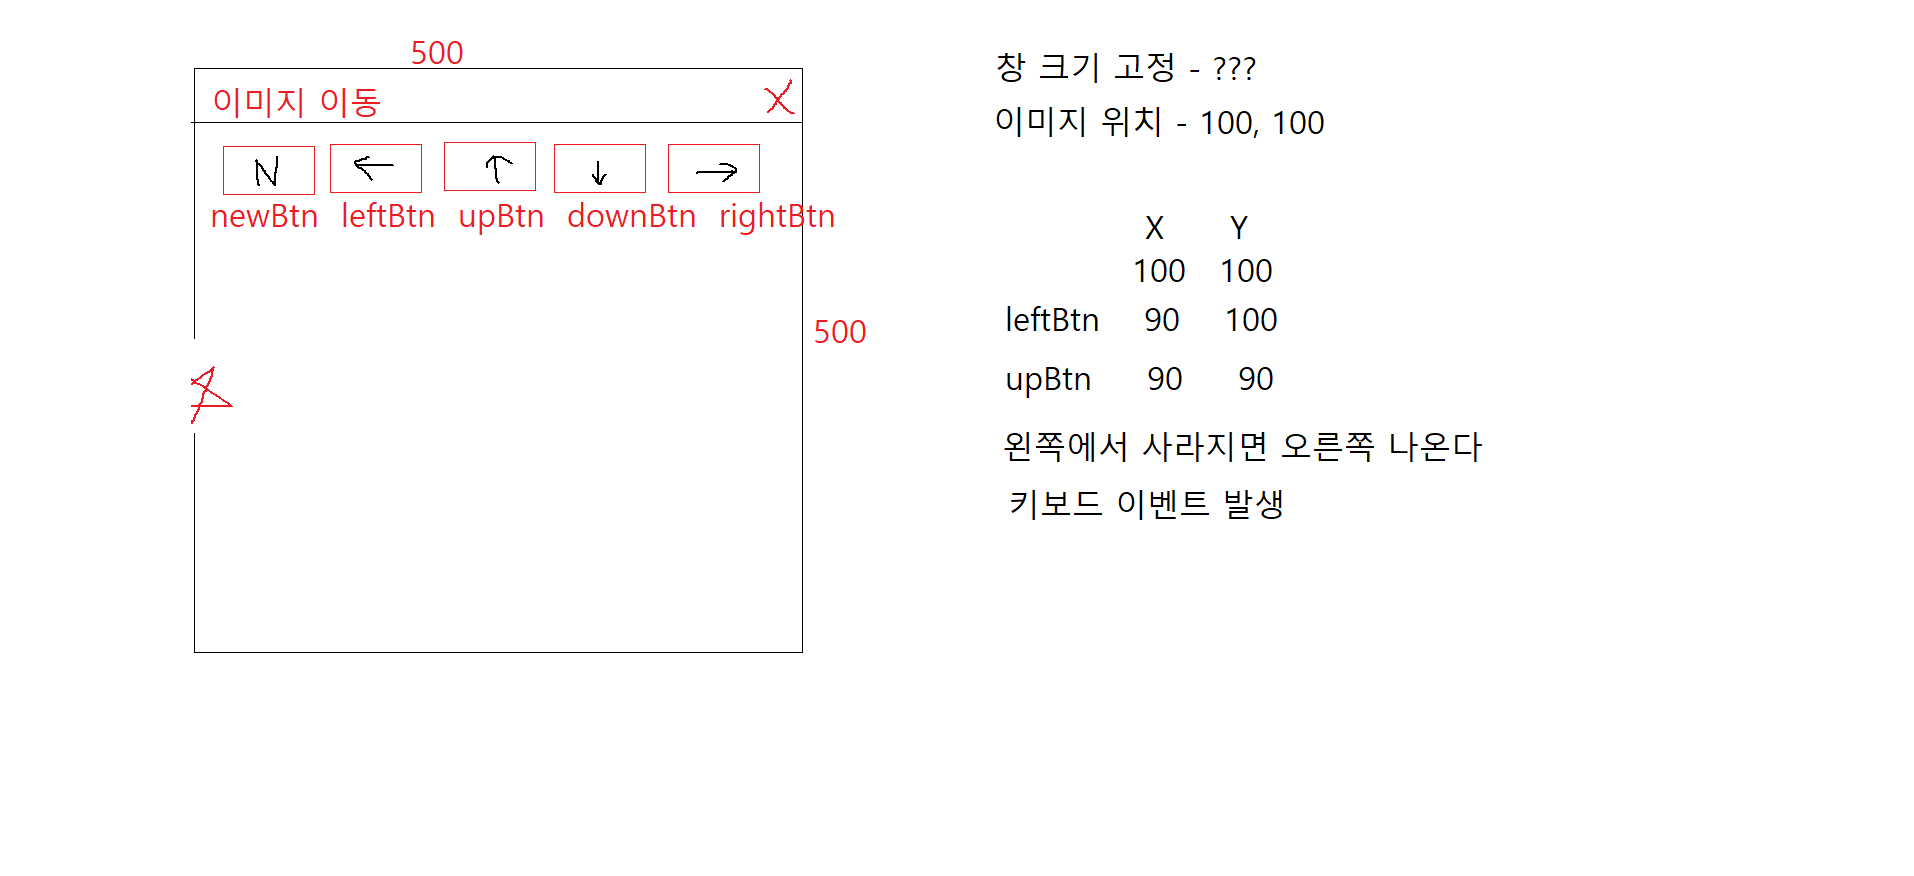 500
이미지 이동 X
N ← ↑ ↓ →
newBtn leftBtn upBtn downBtn rightBtn
500
창 크기 고정 - ???
이미지 위치 - 100, 100
X Y
100 100
leftBtn 90 100
upBtn 90 90
왼쪽에서 사라지면 오른쪽 나온다
키보드 이벤트 발생